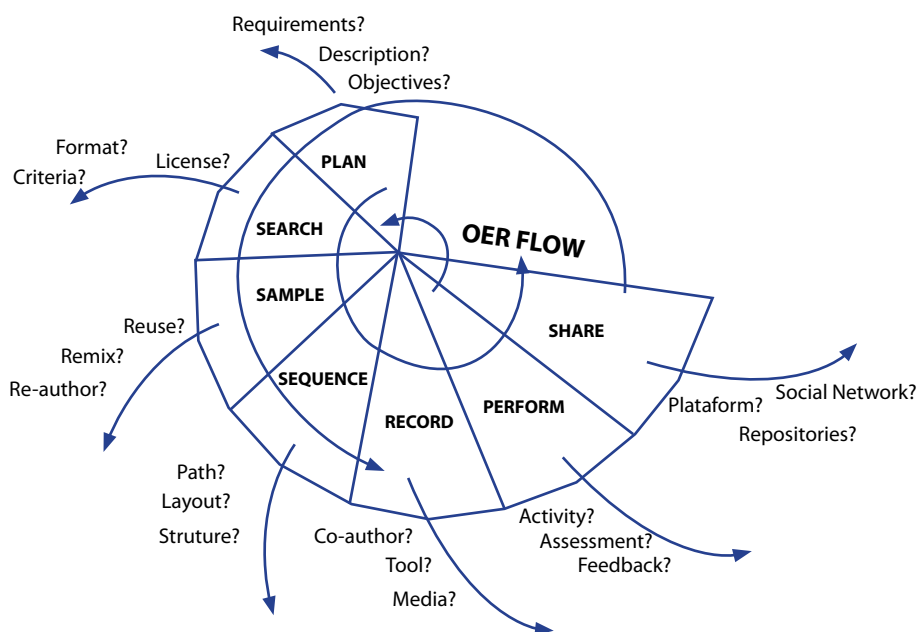 Requirements?
Description?
Objectives?
Format?
License?
Criteria?
PLAN
SEARCH
OER FLOW
SAMPLE
SHARE
Reuse?
Remix?
Re-author?
SEQUENCE
RECORD
PERFORM
Social Network?
Plataform?
Repositories?
Path?
Layout?
Struture?
Co-author?
Tool?
Media?
Activity?
Assessment?
Feedback?